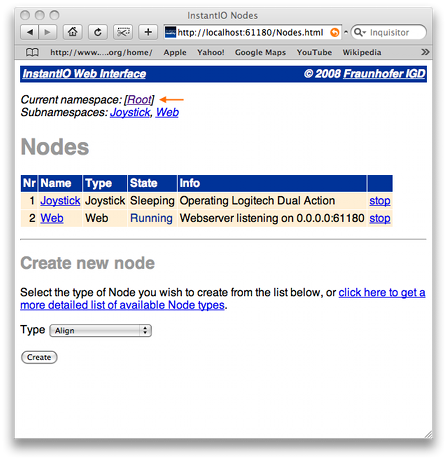 InstantIO Nodes
http://localhost:61180/Nodes.html
Inquisitor
http://www.....org/home/ Apple Yahoo! Google Maps YouTube Wikipedia »
InstantIO Web Interface © 2008 Fraunhofer IGD
Current namespace: [Root]
Subnamespaces: Joystick, Web
Nodes
Nr Name Type State Info
1 Joystick Joystick Sleeping Operating Logitech Dual Action stop
2 Web Web Running Webserver listening on 0.0.0.0:61180 stop
Create new node
Select the type of Node you wish to create from the list below, or click here to get a
more detailed list of available Node types.
Type Align
Create